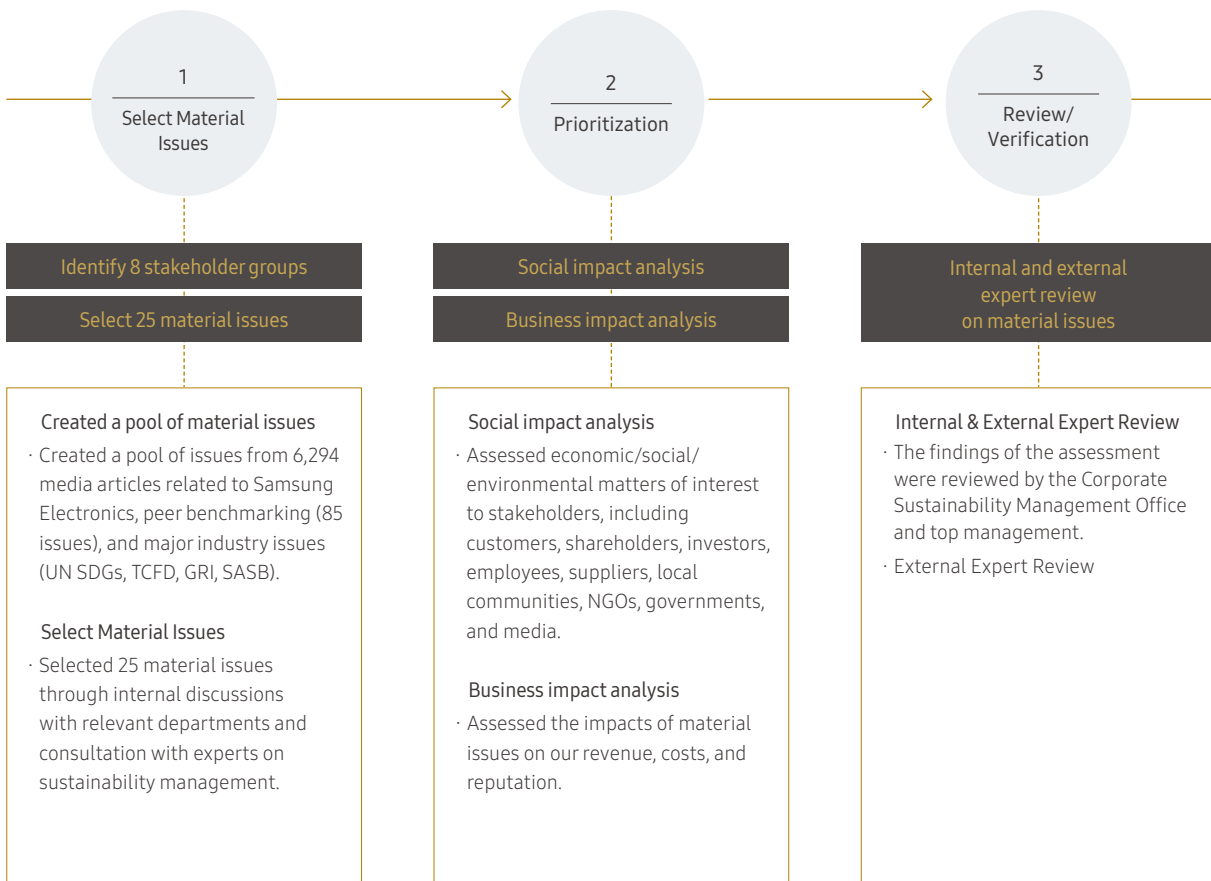 1
Select Material
Issues
2
Prioritization
3
Review/
Verification
Identify 8 stakeholder groups
Select 25 material issues
Social impact analysis
Business impact analysis
Internal and external
expert review
on material issues
Created a pool of material issues
· Created a pool of issues from 6,294
media articles related to Samsung
Electronics, peer benchmarking (85
issues), and major industry issues
(UN SDGs, TCFD, GRI, SASB).
Select Material Issues
· Selected 25 material issues
through internal discussions
with relevant departments and
consultation with experts on
sustainability management.
Social impact analysis
· Assessed economic/social/
environmental matters of interest
to stakeholders, including
customers, shareholders, investors,
employees, suppliers, local
communities, NGOs, governments,
and media.
Business impact analysis
· Assessed the impacts of material
issues on our revenue, costs, and
reputation.
Internal & External Expert Review
· The findings of the assessment
were reviewed by the Corporate
Sustainability Management Office
and top management.
· External Expert Review